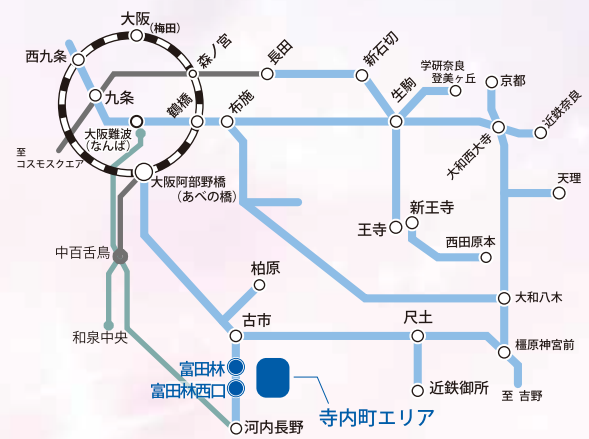 大阪
(梅田)
西九条
九条
森ノ宮
長田
新石切
学研奈良
登美ヶ丘
生駒
京都
近鉄奈良
鶴橋
布施
大阪難波
(なんば)
大和西大寺
至
コスモスクエア
大阪阿部野橋
(あべの橋)
天理
新王寺
王寺
西田原本
中百舌鳥
柏原
大和八木
和泉中央
古市
尺土
橿原神宮前
富田林
富田林西口
近鉄御所
至 吉野
寺内町エリア
河内長野